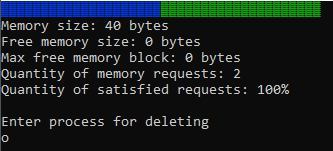 Memory size: 40 bytes
Free memory size: 0 bytes
Max free memory block: 0 bytes
Quantity of memory requests: 2
Quantity of satisfied requests: 100%
Enter process for deleting
o